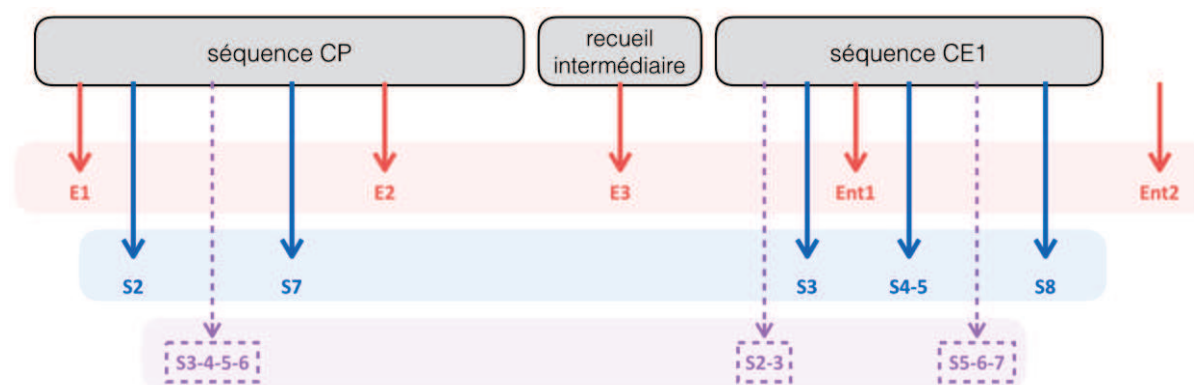 séquence CP
recueil
intermédiaire
séquence CE1
E1
E2
E3
Ent1
Ent2
S2
S7
S3
S4-5
S8
S3-4-5-6
S2-3
S5-6-7